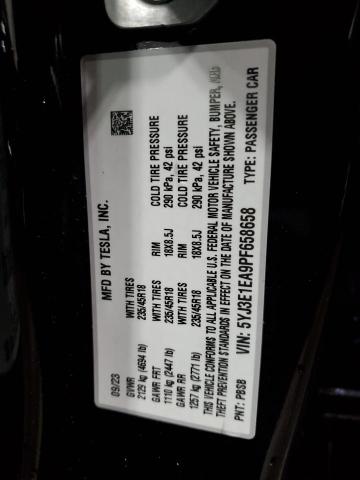 MFD BY TESLA, INC.
09/23
GVWR WITH TIRES RIM COLD TIRE PRESSURE
2129 kg (4694 lb) 235/45R18 18X8.5J 290 kPa, 42 psi
GAWR FRT WITH TIRES RIM COLD TIRE PRESSURE
1110 kg (2447 lb) 235/45R18 18X8.5J 290 kPa, 42 psi
GAWR RR
1257 kg (2771 lb)
THIS VEHICLE CONFORMS TO ALL APPLICABLE U.S. FEDERAL MOTOR VEHICLE SAFETY, BUMPER, AND
THEFT PREVENTION STANDARDS IN EFFECT ON THE DATE OF MANUFACTURE SHOWN ABOVE.
VIN: 5YJ3E1EA9PF658658 TYPE: PASSENGER CAR
PNT: PBSB